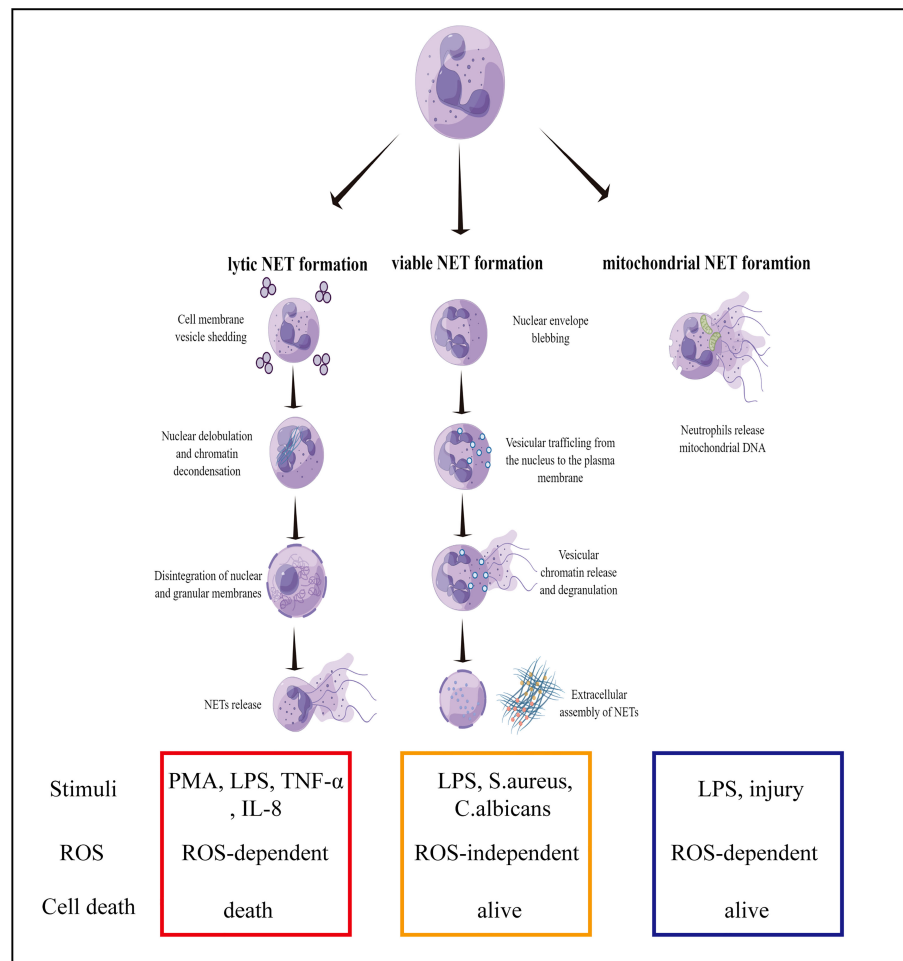 lytic NET formation
viable NET formation
mitochondrial NET foramtion
Cell membrane
vesicle shedding
Nuclear envelope
blebbing
Neutrophils release
mitochondrial DNA
Nuclear delobulation
and chromatin
decondensation
Vesicular trafficling from
the nucleus to the plasma
membrane
Disintegration of nuclear
and granular membranes
Vesicular
chromatin release
and degranulation
NETs release
Extracellular
assembly of NETs
Stimuli
PMA, LPS, TNF-α
, IL-8
LPS, S.aureus,
C.albicans
LPS, injury
ROS
ROS-dependent
ROS-independent
ROS-dependent
Cell death
death
alive
alive